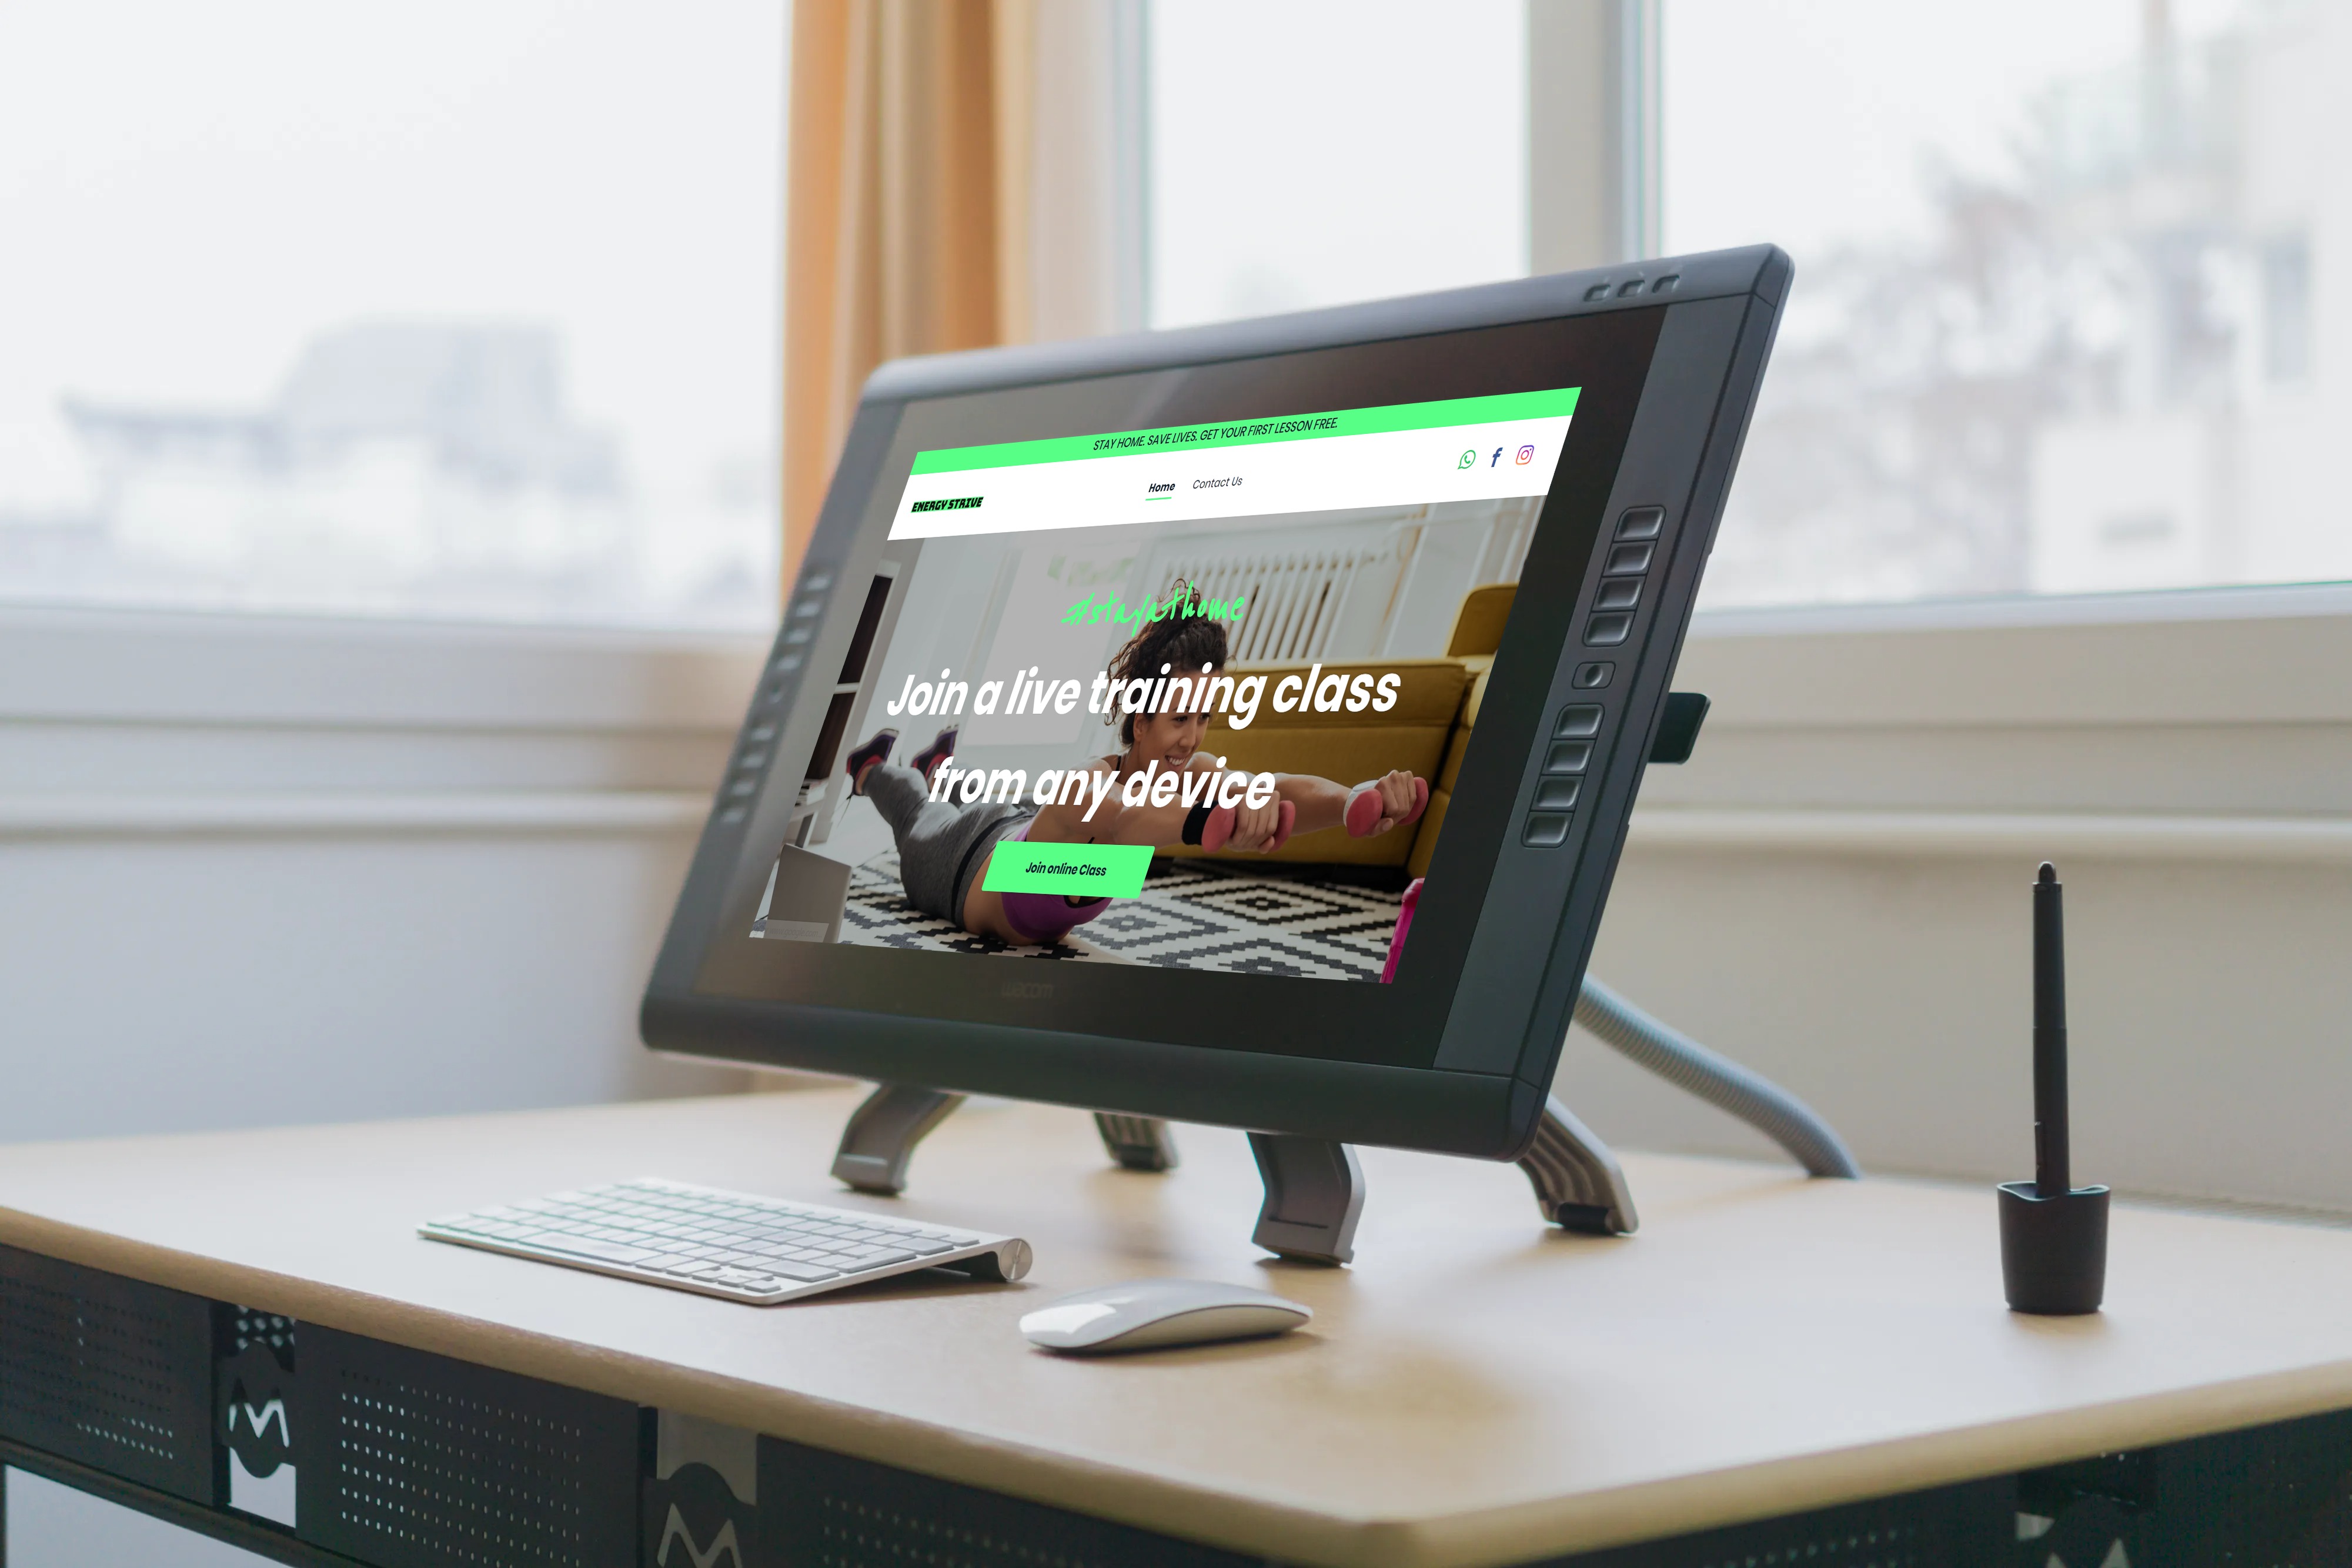 STAY HOME. SAVE LIVES. GET YOUR FIRST LESSON FREE.
ENERGY STRIVE
Home Contact Us
#stayathome
Join a live training class
from any device
Join online Class
wacom